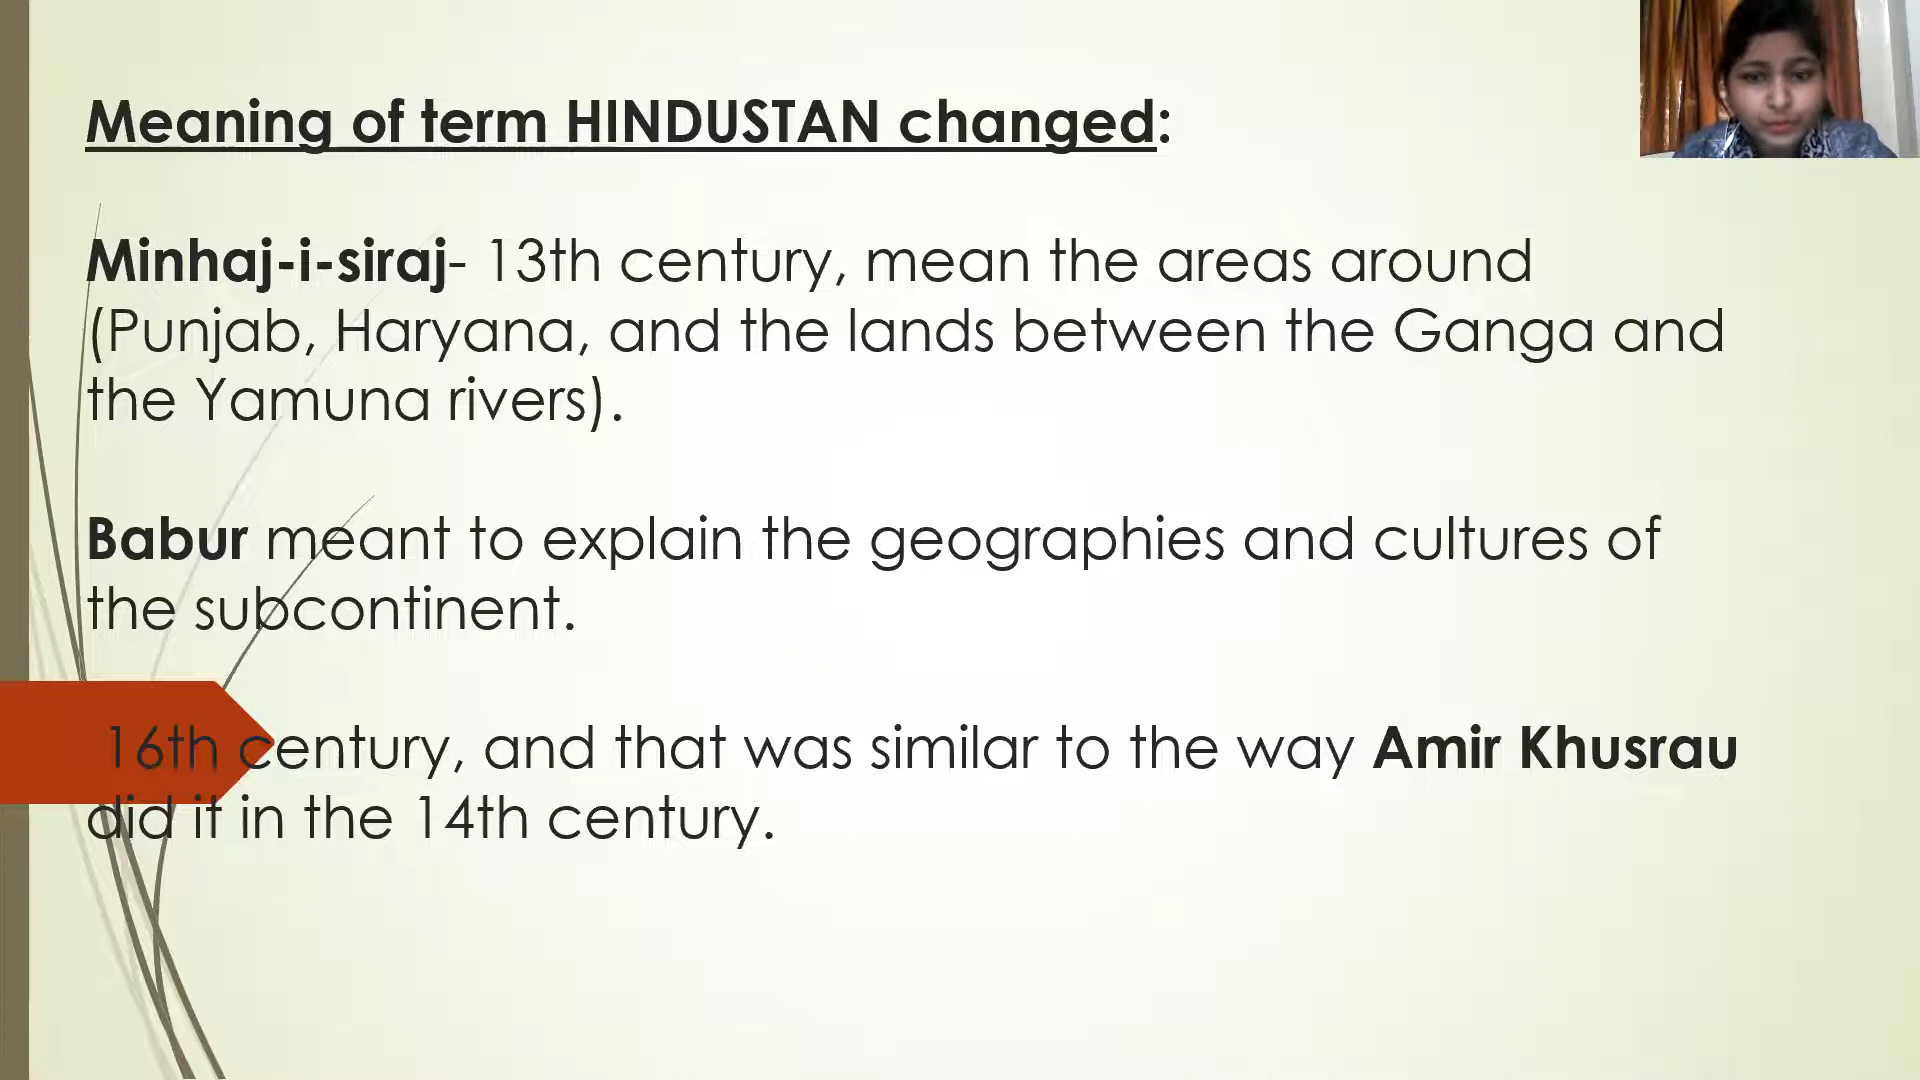 Meaning of term HINDUSTAN changed:
Minhaj-i-siraj- 13th century, mean the areas around
(Punjab, Haryana, and the lands between the Ganga and
the Yamuna rivers).
Babur meant to explain the geographies and cultures of
the subcontinent.
16th century, and that was similar to the way Amir Khusrau
did it in the 14th century.